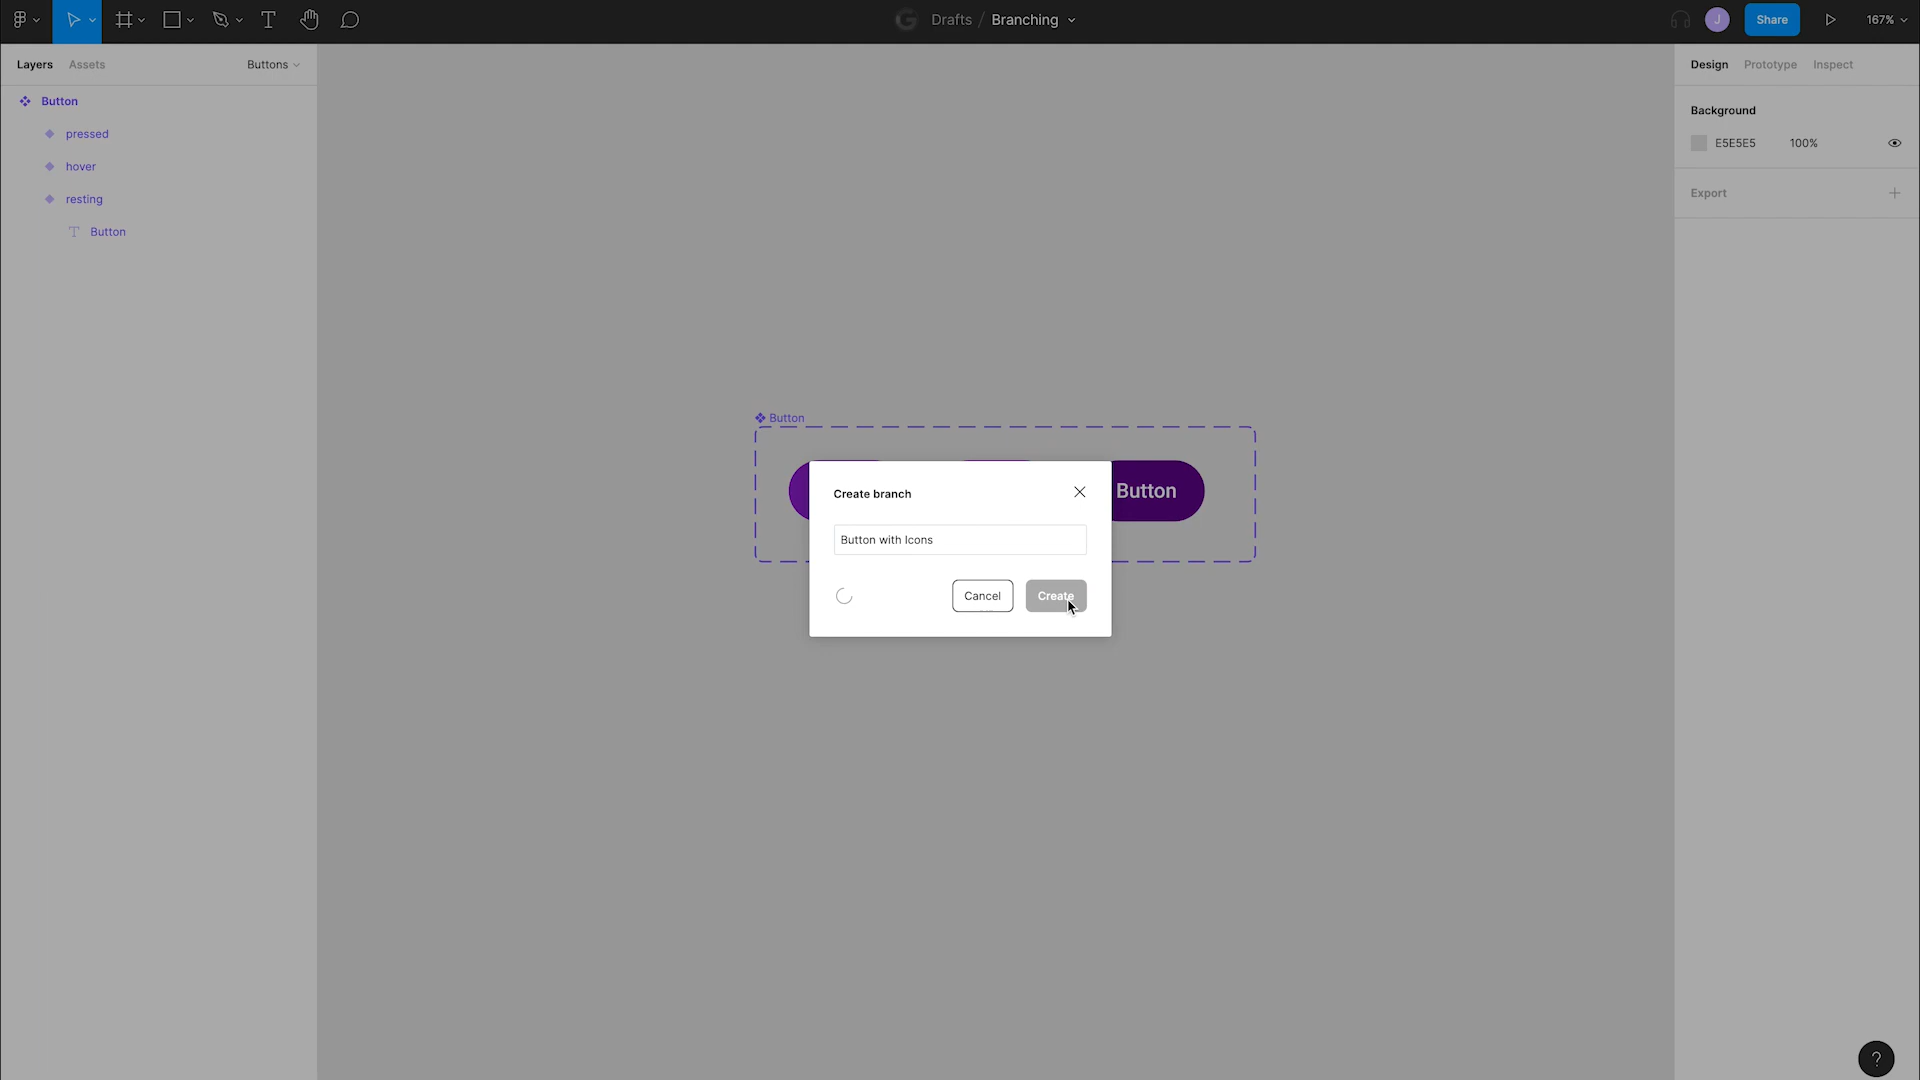 Drafts / Branching
J
Share
167%
Layers
Assets
Buttons
Design
Prototype
Inspect
Button
pressed
hover
resting
Button
Background
E5E5E5
100%
Export
Button
Button
Create branch
Button with Icons
Cancel
Create
?